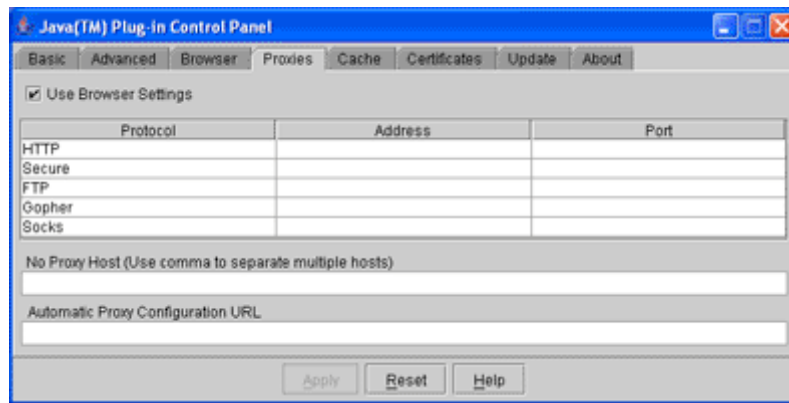 Java(TM) Plug-in Control Panel
Basic Advanced Browser Proxies Cache Certificates Update About
Use Browser Settings
Protocol Address Port
HTTP
Secure
FTP
Gopher
Socks
No Proxy Host (Use comma to separate multiple hosts)
Automatic Proxy Configuration URL
Apply Reset Help